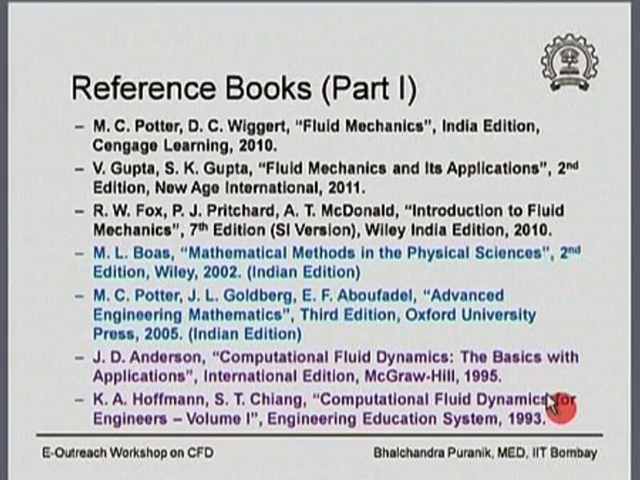 Reference Books (Part I)
– M. C. Potter, D. C. Wiggert, “Fluid Mechanics”, India Edition,
Cengage Learning, 2010.
– V. Gupta, S. K. Gupta, “Fluid Mechanics and Its Applications”, 2nd
Edition, New Age International, 2011.
– R. W. Fox, P. J. Pritchard, A. T. McDonald, “Introduction to Fluid
Mechanics”, 7th Edition (SI Version), Wiley India Edition, 2010.
– M. L. Boas, “Mathematical Methods in the Physical Sciences”, 2nd
Edition, Wiley, 2002. (Indian Edition)
– M. C. Potter, J. L. Goldberg, E. F. Aboufadel, “Advanced
Engineering Mathematics”, Third Edition, Oxford University
Press, 2005. (Indian Edition)
– J. D. Anderson, “Computational Fluid Dynamics: The Basics with
Applications”, International Edition, McGraw-Hill, 1995.
– K. A. Hoffmann, S. T. Chiang, “Computational Fluid Dynamics for
Engineers – Volume I”, Engineering Education System, 1993.
E-Outreach Workshop on CFD
Bhalchandra Puranik, MED, IIT Bombay